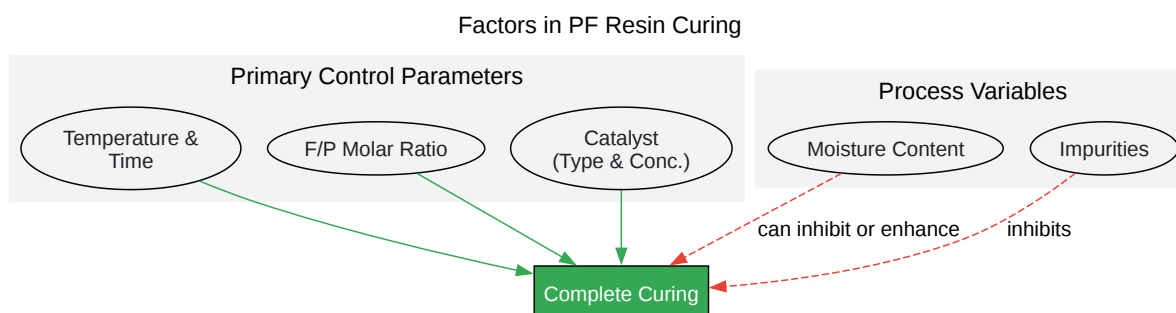 Factors in PF Resin Curing
Primary Control Parameters
Process Variables
Temperature &
Time
F/P Molar Ratio
Catalyst
(Type & Conc.)
Moisture Content
Impurities
can inhibit or enhance
inhibits
Complete Curing